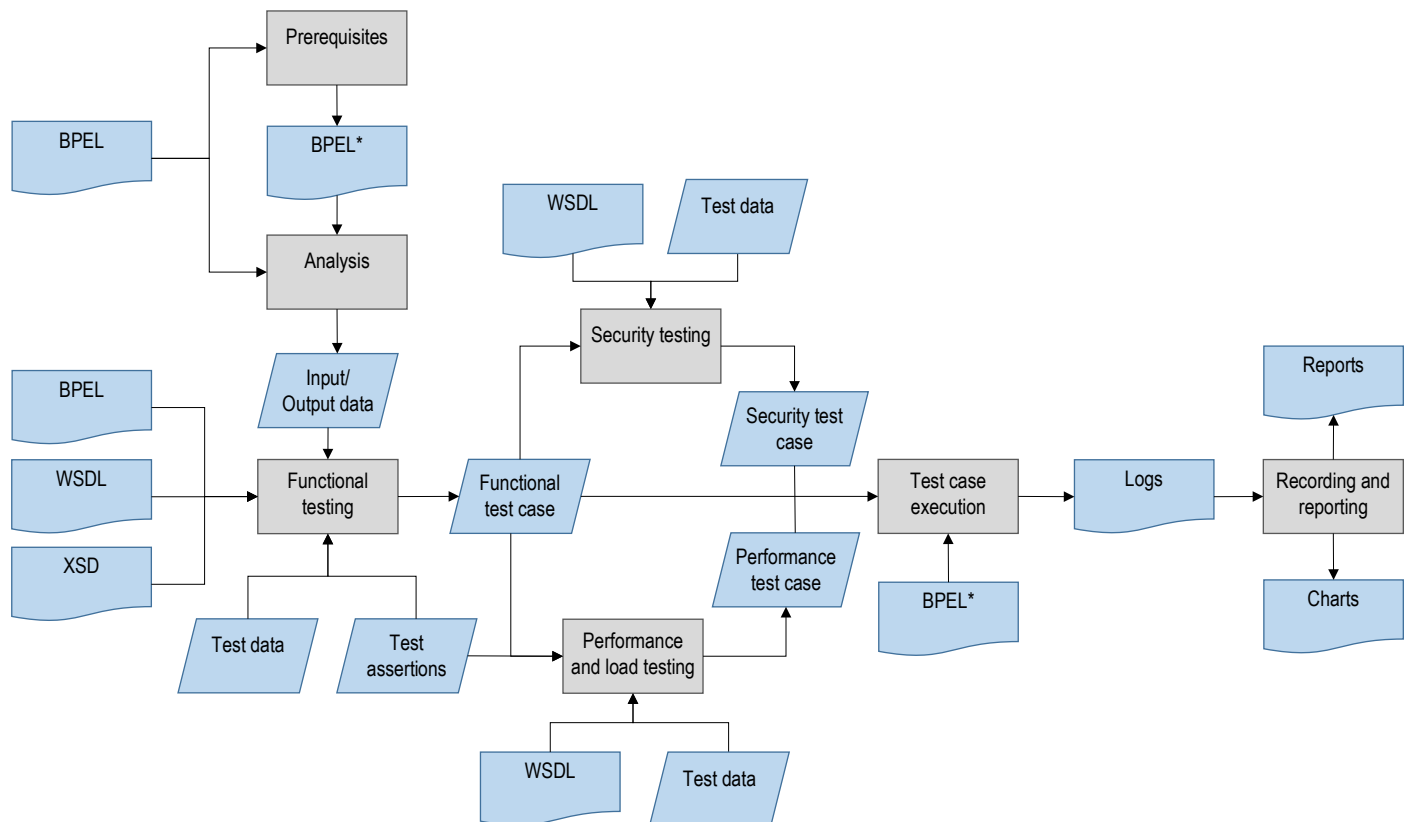 Prerequisites
BPEL
BPEL*
WSDL
Test data
Analysis
Security testing
Input/
Output data
Reports
BPEL
Security test
case
WSDL
Functional
testing
Functional
test case
Test case
execution
Logs
Recording and
reporting
XSD
Performance
test case
BPEL*
Charts
Test data
Test
assertions
Performance
and load testing
WSDL
Test data